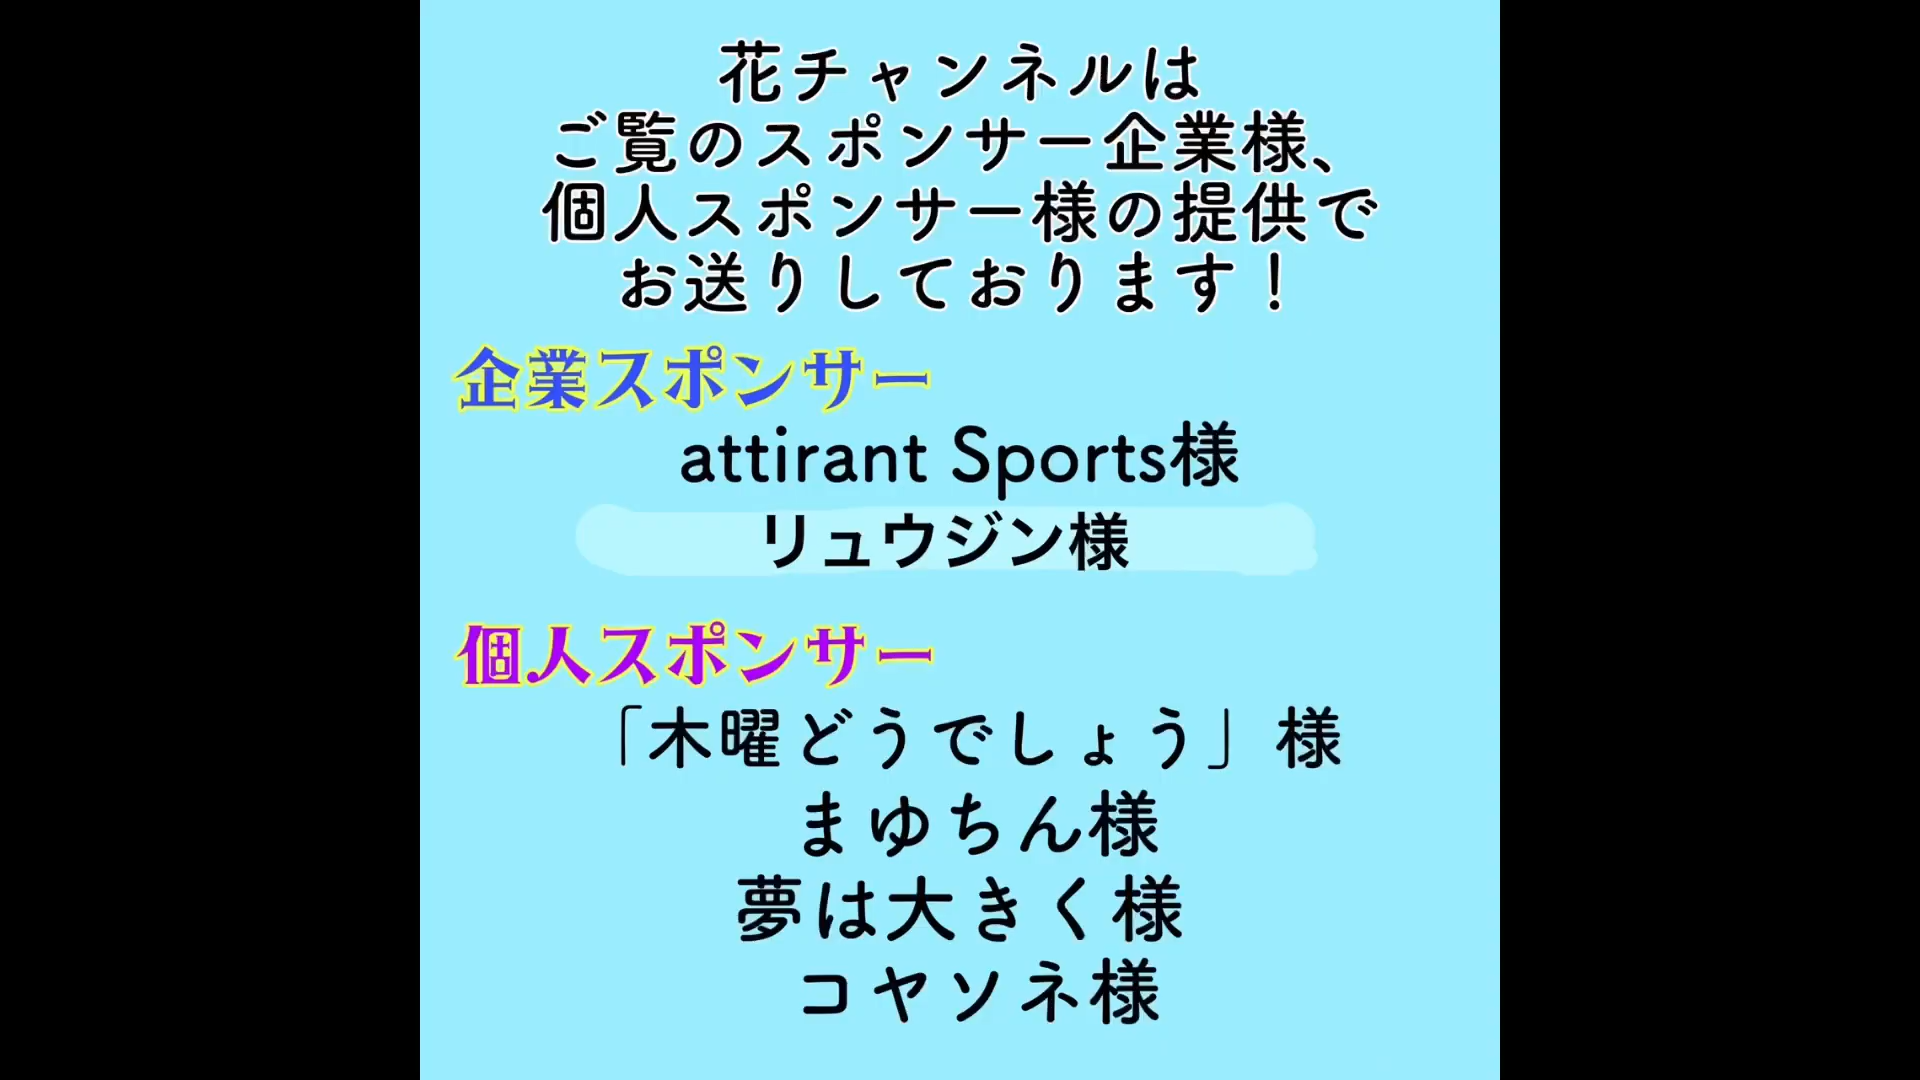 花チャンネルは
ご覧のスポンサー企業様、
個人スポンサー様の提供で
お送りしております！
企業スポンサー
attirant Sports様
リュウジン様
個人スポンサー
「木曜どうでしょう」様
まゆちん様
夢は大きく様
コヤソネ様